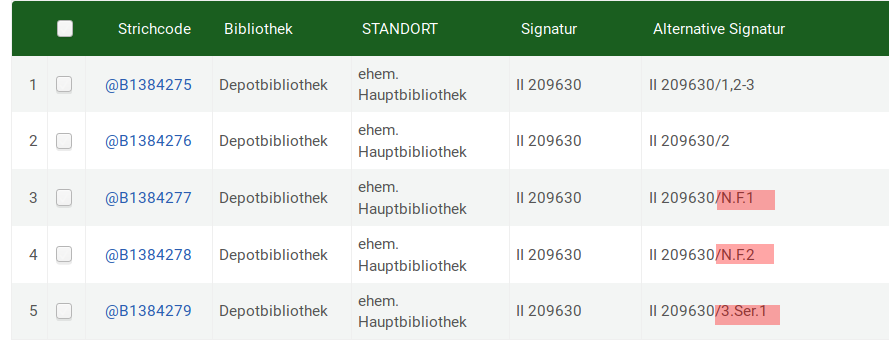 Strichcode Bibliothek STANDORT Signatur Alternative Signatur
1 @B1384275 Depotbibliothek ehem. Hauptbibliothek II 209630 II 209630/1,2-3
2 @B1384276 Depotbibliothek ehem. Hauptbibliothek II 209630 II 209630/2
3 @B1384277 Depotbibliothek ehem. Hauptbibliothek II 209630 II 209630/N.F.1
4 @B1384278 Depotbibliothek ehem. Hauptbibliothek II 209630 II 209630/N.F.2
5 @B1384279 Depotbibliothek ehem. Hauptbibliothek II 209630 II 209630/3.Ser.1